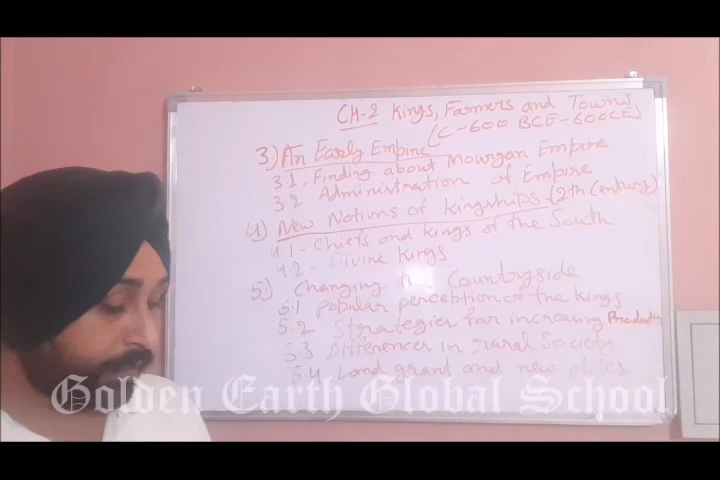 CH-2 Kings, Farmers and Towns
(C-600 BCE-600CE)
3.) An Early Empire
3.1. Finding about Mouryan Empire
3.2 Administration of Empire
4) New Notions of Kingships-(2th Century)
4.1- Chiefs and Kings of the South
4.2- Divine Kings
5.) Changing the Countryside
5.1 popular perception of the Kings
5.2 Strategies for increasing Production
5.3 Differences in rural Society
5.4 Land grant and new elites
Golden Earth Global School